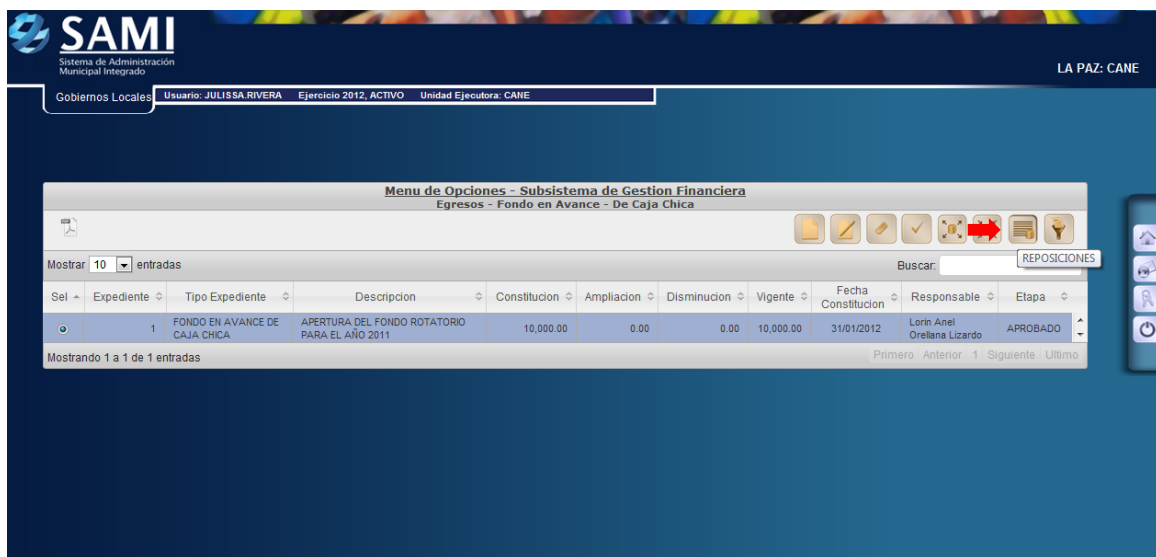 SAMI
Sistema de Administración
Municipal Integrado
LA PAZ: CANE
Gobiernos Locales
Usuario: JULISSA.RIVERA Ejercicio 2012, ACTIVO Unidad Ejecutora: CANE
Menu de Opciones - Subsistema de Gestion Financiera
Egresos - Fondo en Avance - De Caja Chica
REPOSICIONES
Mostrar 10 entradas
Buscar:
Sel Expediente Tipo Expediente Descripcion Constitucion Ampliacion Disminucion Vigente Fecha Constitucion Responsable Etapa
1 FONDO EN AVANCE DE CAJA CHICA APERTURA DEL FONDO ROTATORIO PARA EL AÑO 2011 10,000.00 0.00 0.00 10,000.00 31/01/2012 Lorin Anel Orellana Lizardo APROBADO
Mostrando 1 a 1 de 1 entradas
Primero Anterior 1 Siguiente Ultimo